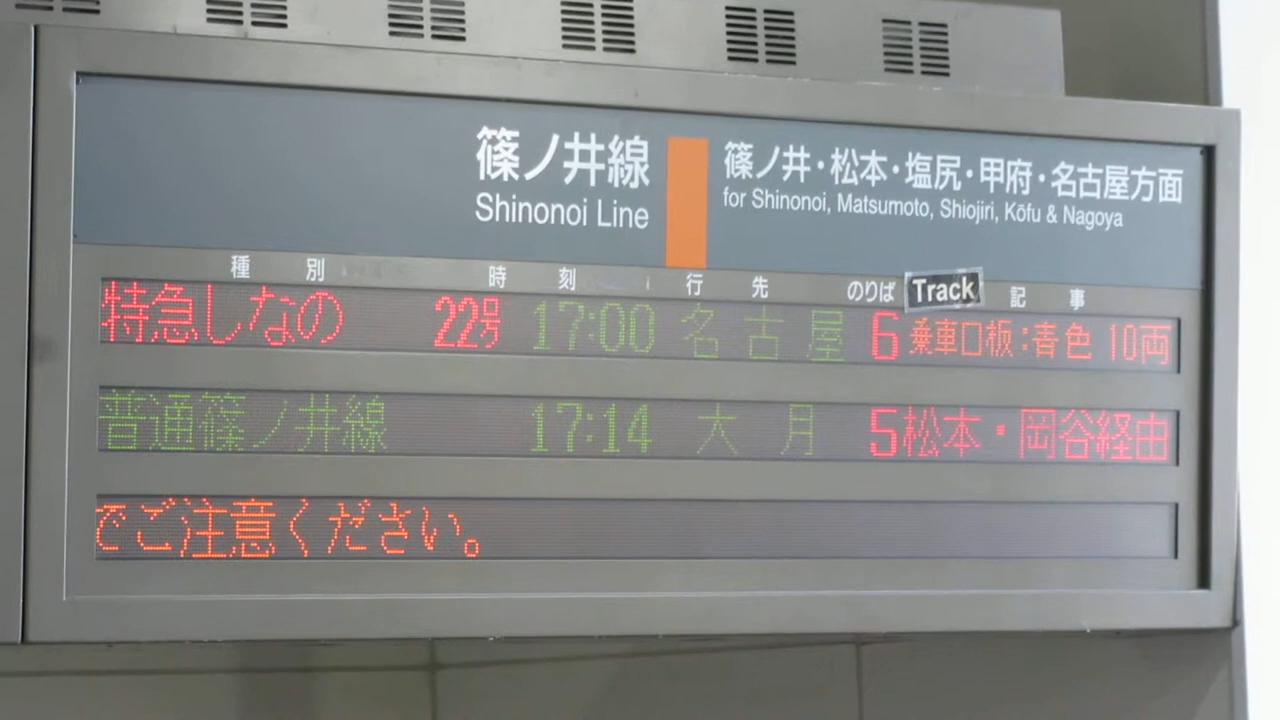 篠ノ井線 篠ノ井・松本・塩尻・甲府・名古屋方面
Shinonoi Line for Shinonoi, Matsumoto, Shiojiri, Kōfu & Nagoya
種別 時刻 行先 のりば Track 記事
特急しなの 22号 17:00 名古屋 6 乗車口板:青色 10両
普通篠ノ井線 17:14 大月 5 松本・岡谷経由
でご注意ください。